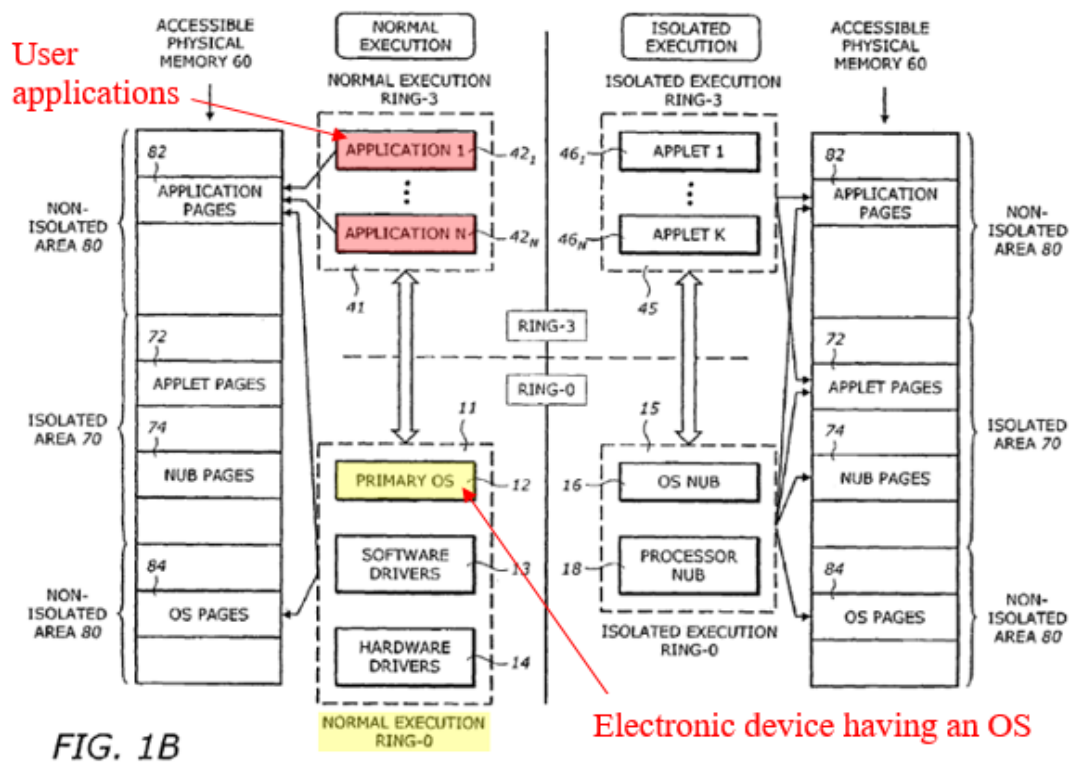 ACCESSIBLE
PHYSICAL
MEMORY 60
NORMAL
EXECUTION
ISOLATED
EXECUTION
ACCESSIBLE
PHYSICAL
MEMORY 60
User
applications
NORMAL EXECUTION
RING-3
ISOLATED EXECUTION
RING-3
82
APPLICATION
PAGES
NON-
ISOLATED
AREA 80
APPLICATION 1
42₁
APPLICATION N
42ɴ
41
46₁
APPLET 1
46ɴ
APPLET K
45
82
APPLICATION
PAGES
NON-
ISOLATED
AREA 80
RING-3
RING-0
72
APPLET PAGES
ISOLATED
AREA 70
74
NUB PAGES
11
PRIMARY OS
12
SOFTWARE
DRIVERS
13
HARDWARE
DRIVERS
14
NORMAL EXECUTION
RING-0
15
16
OS NUB
18
PROCESSOR
NUB
ISOLATED EXECUTION
RING-0
72
APPLET PAGES
74
NUB PAGES
ISOLATED
AREA 70
84
OS PAGES
NON-
ISOLATED
AREA 80
84
OS PAGES
NON-
ISOLATED
AREA 80
Electronic device having an OS
FIG. 1B